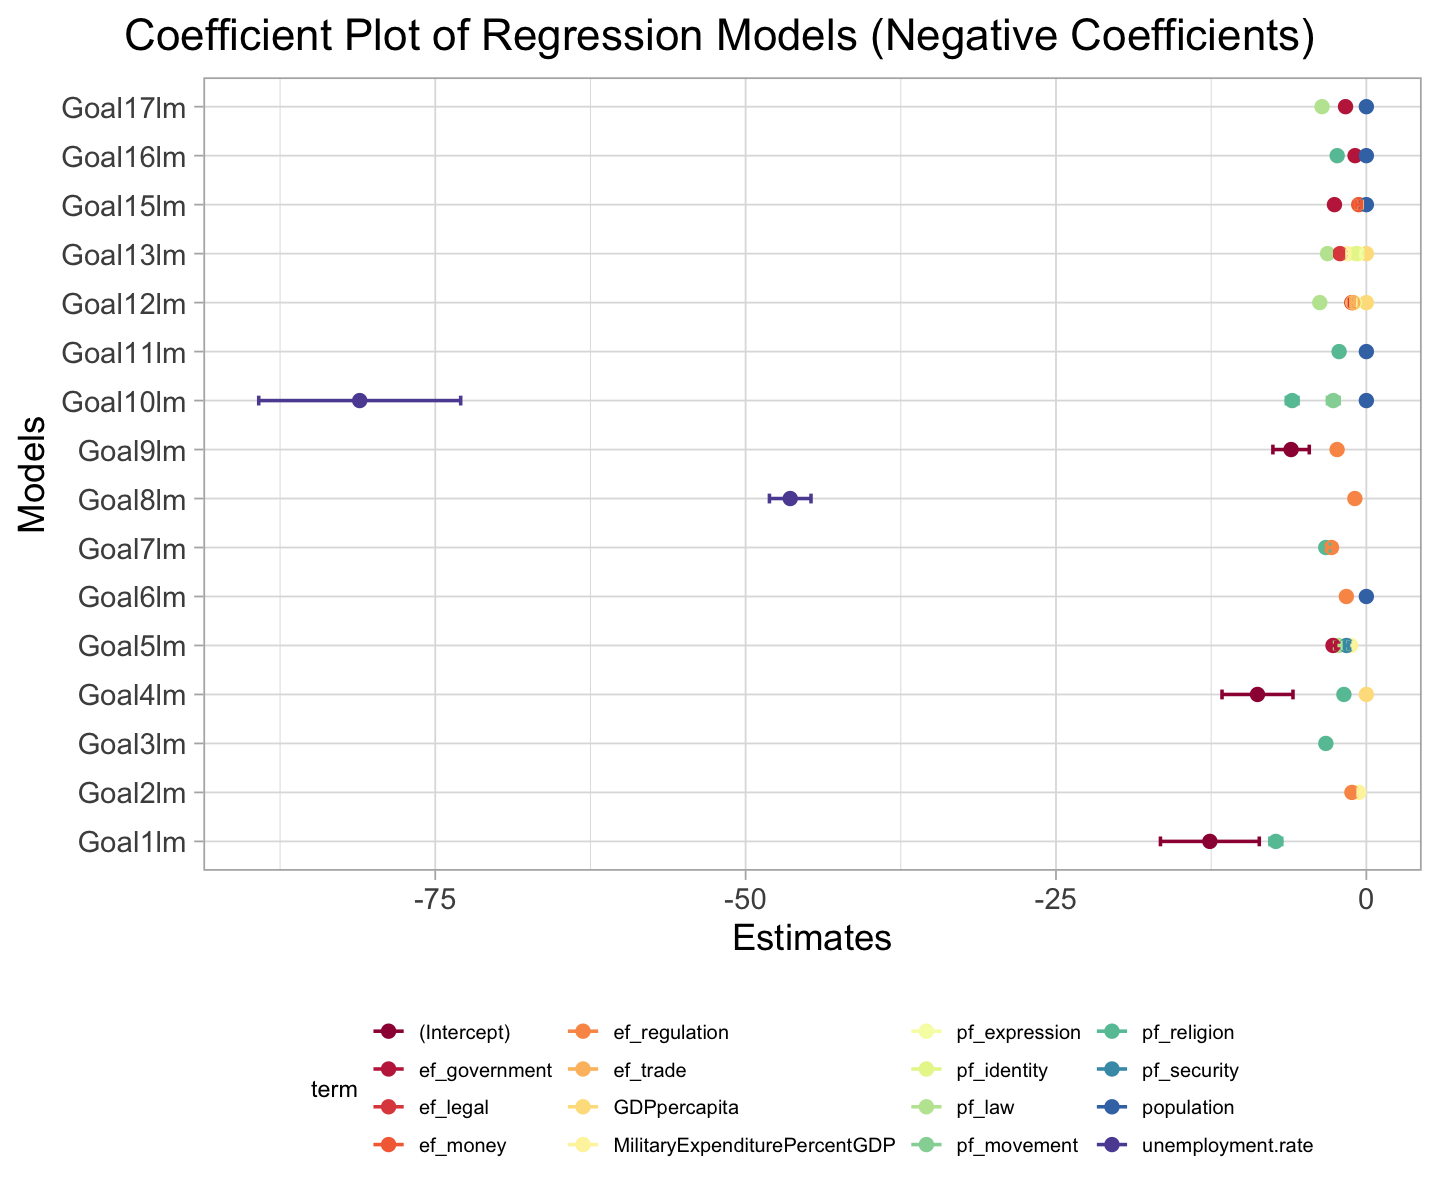 Coefficient Plot of Regression Models (Negative Coefficients)
Models
Goal17lm
Goal16lm
Goal15lm
Goal13lm
Goal12lm
Goal11lm
Goal10lm
Goal9lm
Goal8lm
Goal7lm
Goal6lm
Goal5lm
Goal4lm
Goal3lm
Goal2lm
Goal1lm
-75 -50 -25 0
Estimates
term
(Intercept) ef_regulation pf_expression pf_religion
ef_government ef_trade pf_identity pf_security
ef_legal GDPpercapita pf_law population
ef_money MilitaryExpenditurePercentGDP pf_movement unemployment.rate